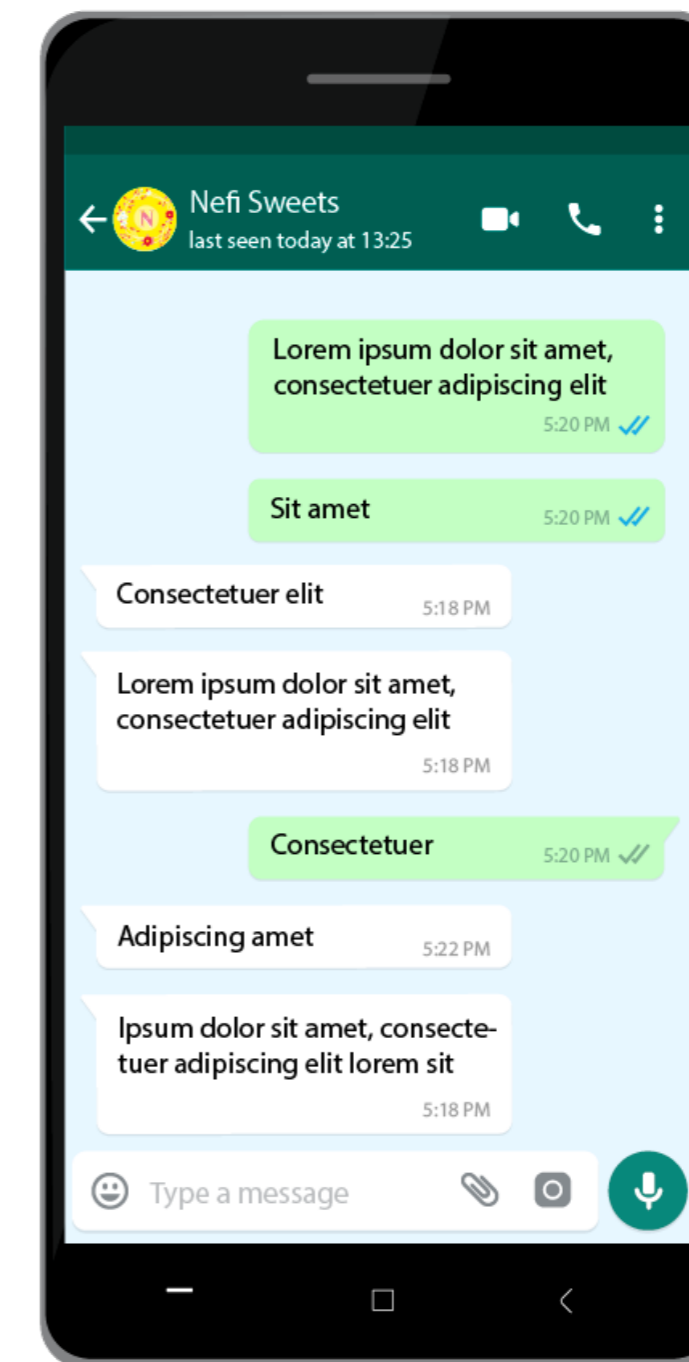 Nefi Sweets
N
last seen today at 13:25
Lorem ipsum dolor sit amet,
consectetuer adipiscing elit
5:20 PM
Sit amet
5:20 PM
Consectetuer elit
5:18 PM
Lorem ipsum dolor sit amet,
consectetuer adipiscing elit
5:18 PM
Consectetuer
5:20 PM
Adipiscing amet
5:22 PM
Ipsum dolor sit amet, consecte-
tuer adipiscing elit lorem sit
5:18 PM
Type a message